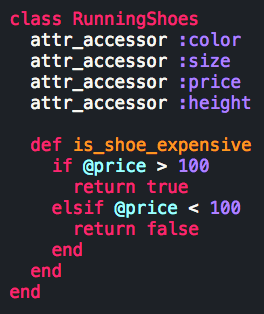 class RunningShoes
  attr_accessor :color
  attr_accessor :size
  attr_accessor :price
  attr_accessor :height

  def is_shoe_expensive
    if @price > 100
      return true
    elsif @price < 100
      return false
    end
  end
end